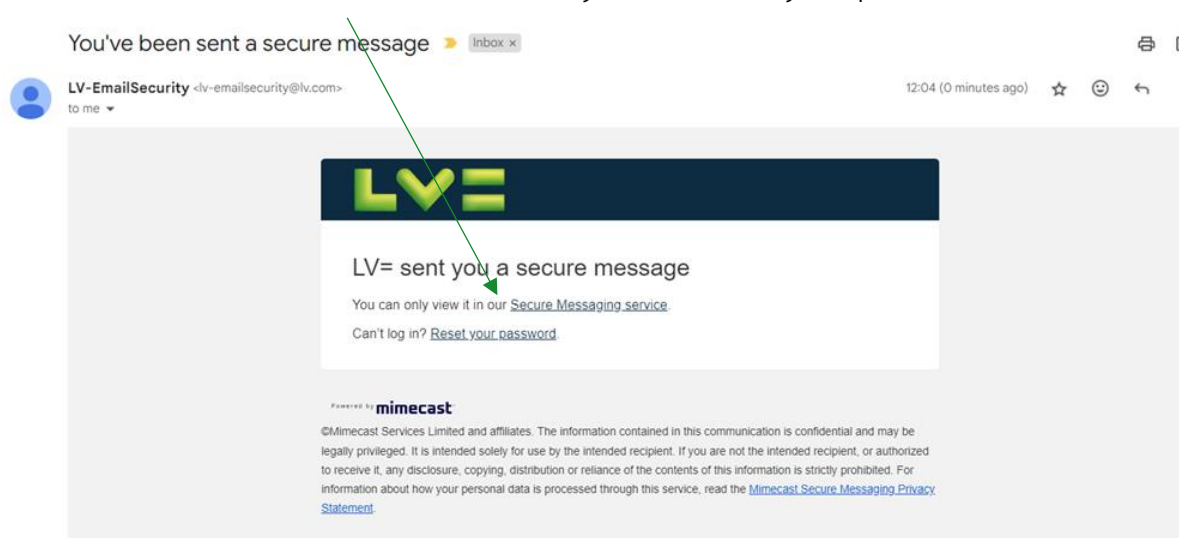 You've been sent a secure message Inbox ×
LV-EmailSecurity <lv-emailsecurity@lv.com> 12:04 (0 minutes ago)
to me
LV=
LV= sent you a secure message
You can only view it in our Secure Messaging service.
Can't log in? Reset your password.
Powered by mimecast
©Mimecast Services Limited and affiliates. The information contained in this communication is confidential and may be
legally privileged. It is intended solely for use by the intended recipient. If you are not the intended recipient, or authorized
to receive it, any disclosure, copying, distribution or reliance of the contents of this information is strictly prohibited. For
information about how your personal data is processed through this service, read the Mimecast Secure Messaging Privacy
Statement.